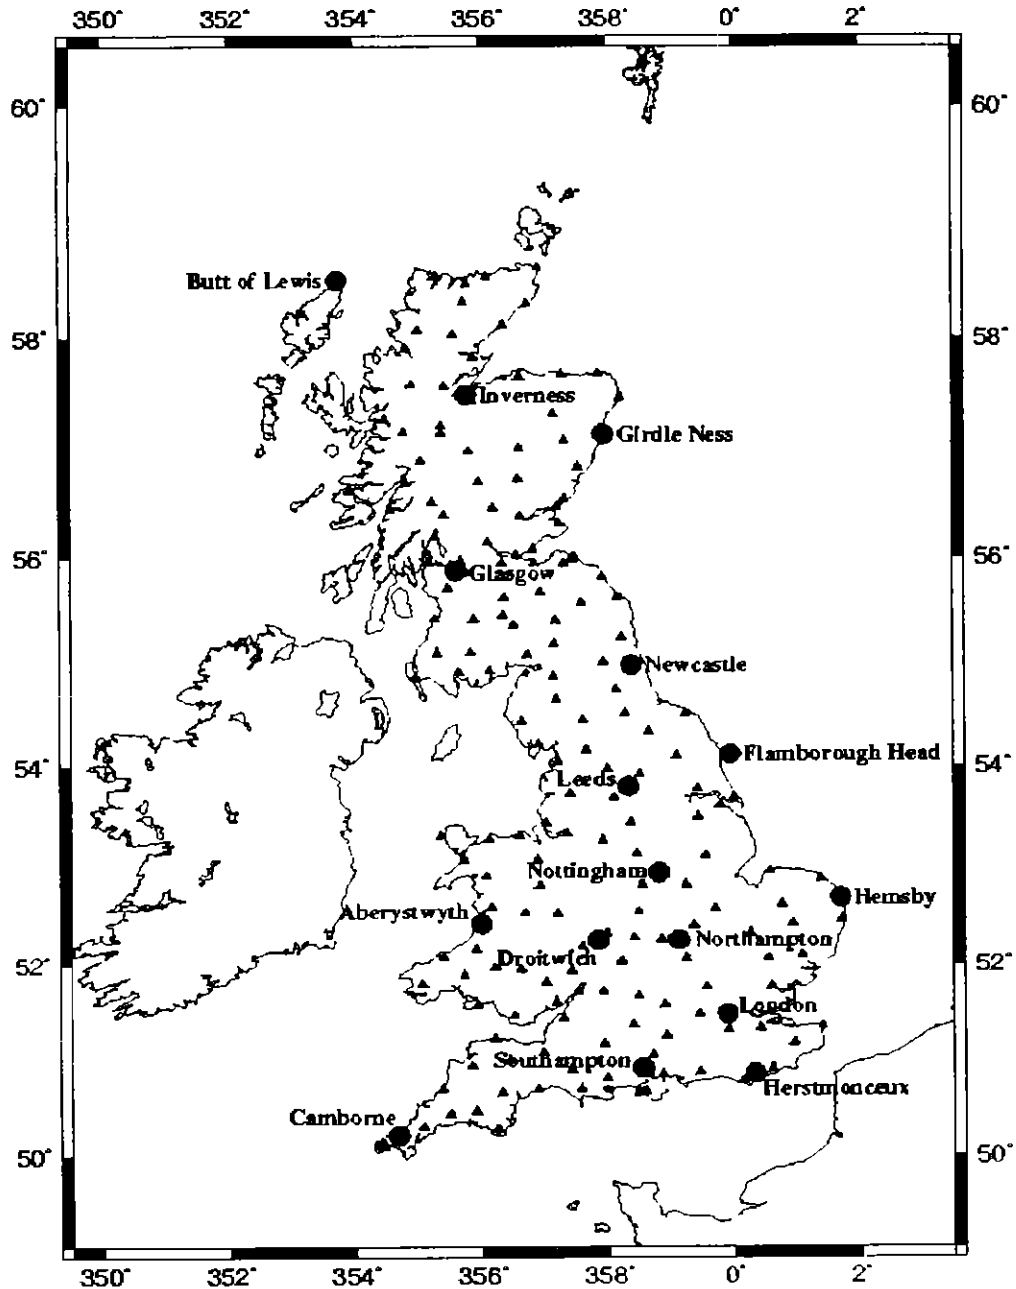 350° 352° 354° 356° 358° 0° 2°
60° 60°
Butt of Lewis
58° 58°
Inverness
Girdle Ness
56° 56°
Glasgow
Newcastle
Flamborough Head
54° 54°
Leeds
Nottingham
Hemsby
Aberystwyth
Northampton
Droitwich
52° 52°
London
Southampton
Herstmonceux
Camborne
50° 50°
350° 352° 354° 356° 358° 0° 2°